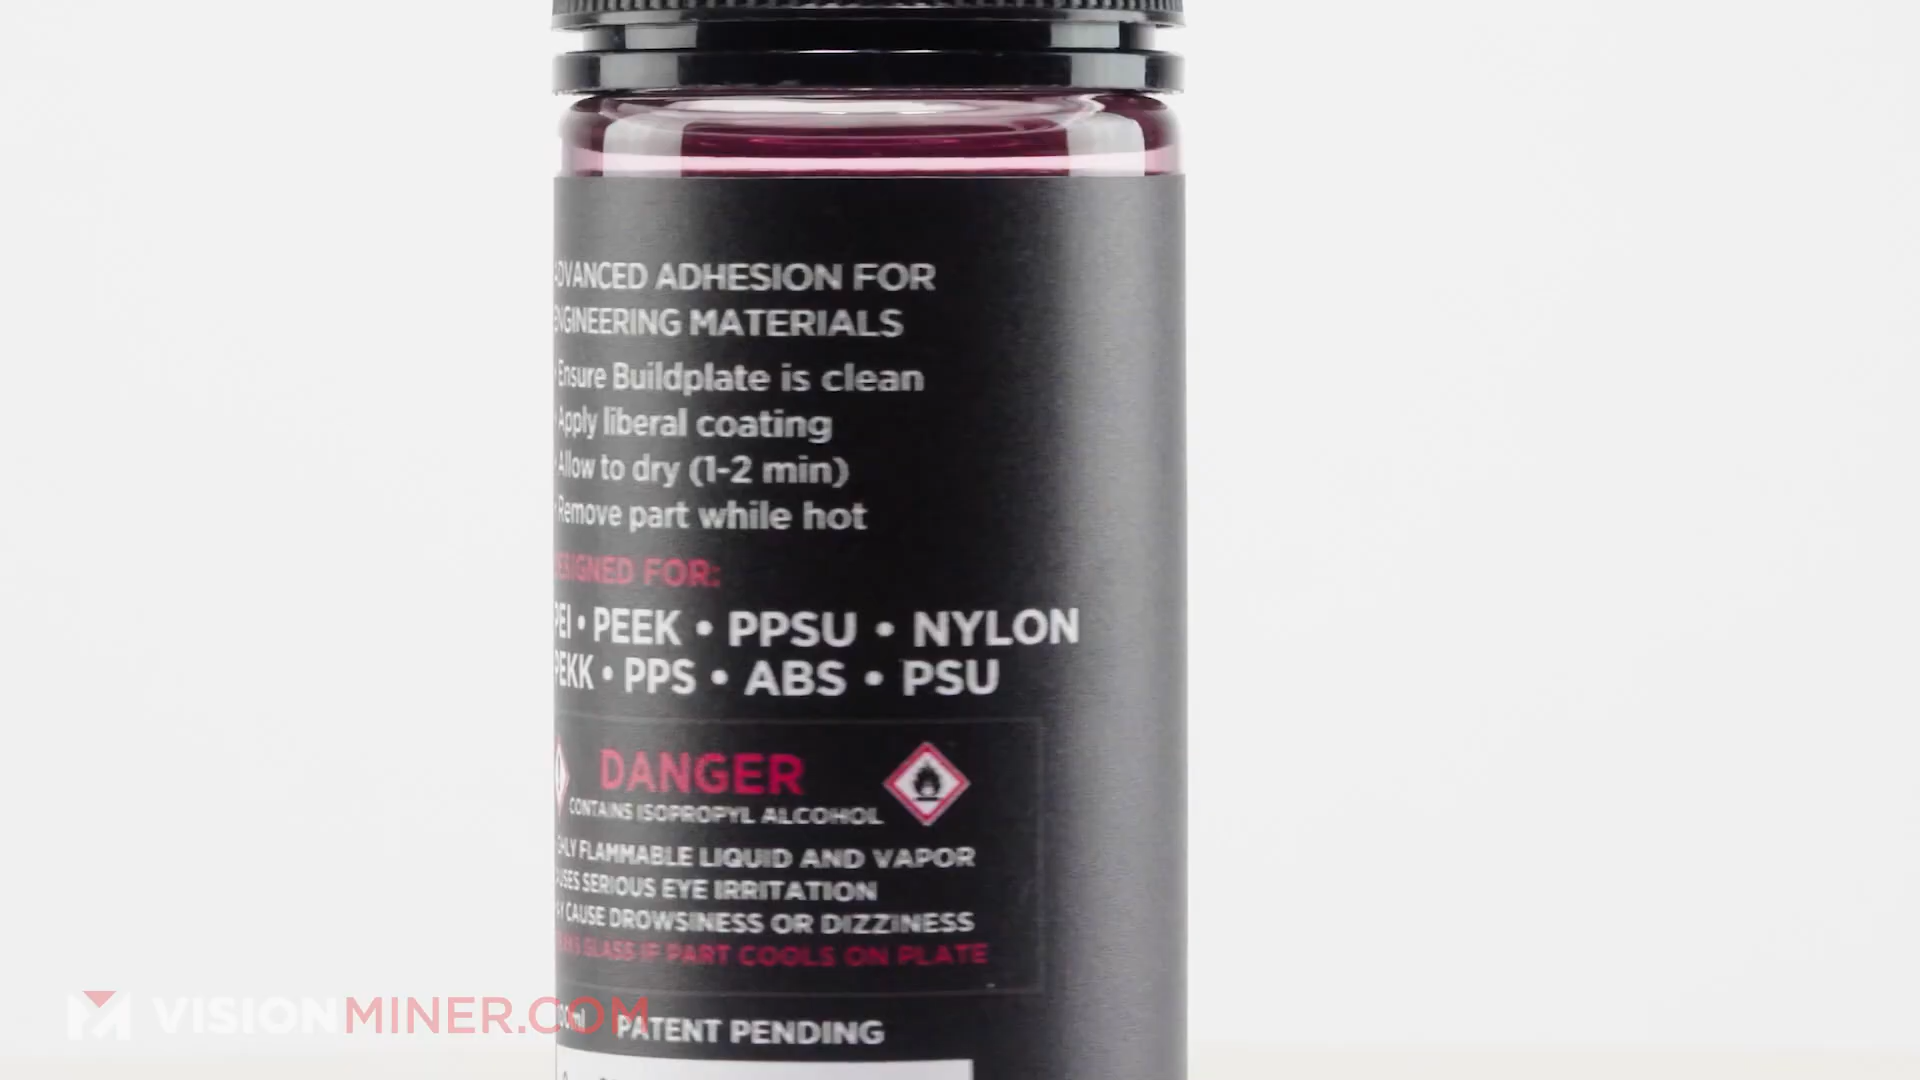 ADVANCED ADHESION FOR
ENGINEERING MATERIALS
• Ensure Buildplate is clean
• Apply liberal coating
• Allow to dry (1-2 min)
• Remove part while hot
DESIGNED FOR:
PEI • PEEK • PPSU • NYLON
PEKK • PPS • ABS • PSU
DANGER
CONTAINS ISOPROPYL ALCOHOL
FLAMMABLE LIQUID AND VAPOR
SERIOUS EYE IRRITATION
CAUSE DROWSINESS OR DIZZINESS
GLASS IF PART COOLS ON PLATE
PATENT PENDING
VISIONMINER.COM